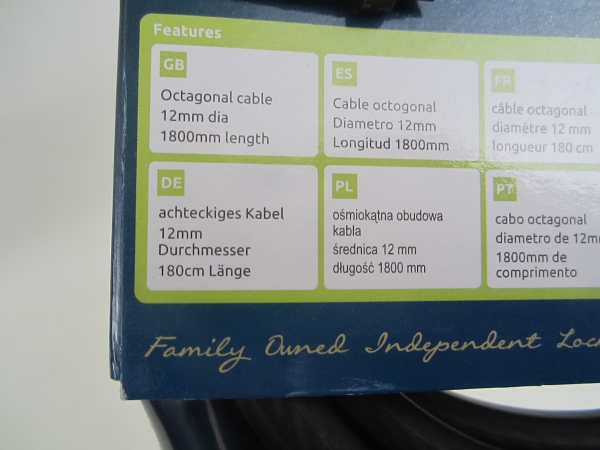 Features
GB
Octagonal cable
12mm dia
1800mm length
ES
Cable octogonal
Diametro 12mm
Longitud 1800mm
FR
câble octagonal
diamètre 12 mm
longueur 180 cm
DE
achteckiges Kabel
12mm
Durchmesser
180cm Länge
PL
ośmiokątna obudowa
kabla
średnica 12 mm
długość 1800 mm
PT
cabo octagonal
diametro de 12m
1800mm de
comprimento
Family Owned Independent